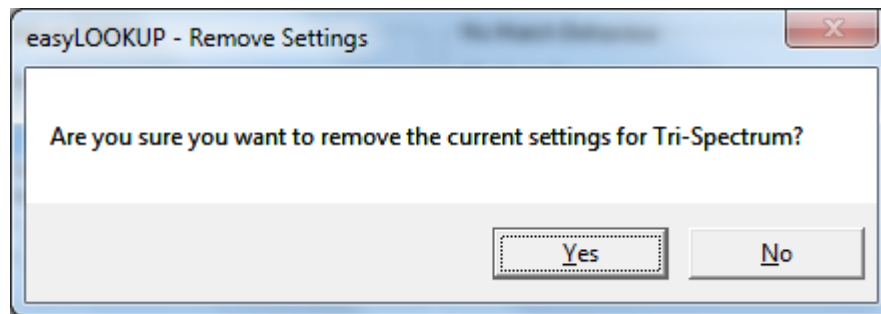 easyLOOKUP - Remove Settings
Are you sure you want to remove the current settings for Tri-Spectrum?
Yes
No